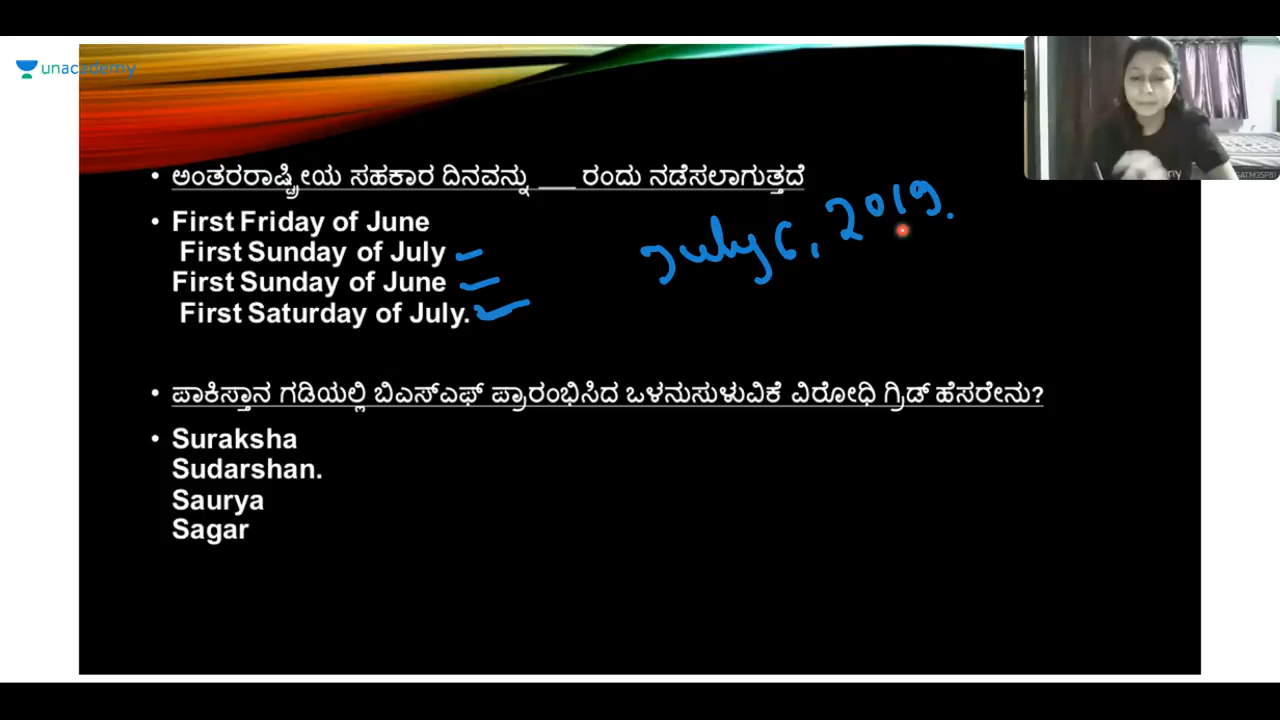 unacademy
• ಅಂತರರಾಷ್ಟ್ರೀಯ ಸಹಕಾರ ದಿನವನ್ನು ___ ರಂದು ನಡೆಸಲಾಗುತ್ತದೆ
• First Friday of June
First Sunday of July
First Sunday of June
First Saturday of July.
July 6, 2019.
• ಪಾಕಿಸ್ತಾನ ಗಡಿಯಲ್ಲಿ ಬಿಎಸ್ಎಫ್ ಪ್ರಾರಂಭಿಸಿದ ಒಳನುಸುಳುವಿಕೆ ವಿರೋಧಿ ಗ್ರಿಡ್ ಹೆಸರೇನು?
• Suraksha
Sudarshan.
Saurya
Sagar